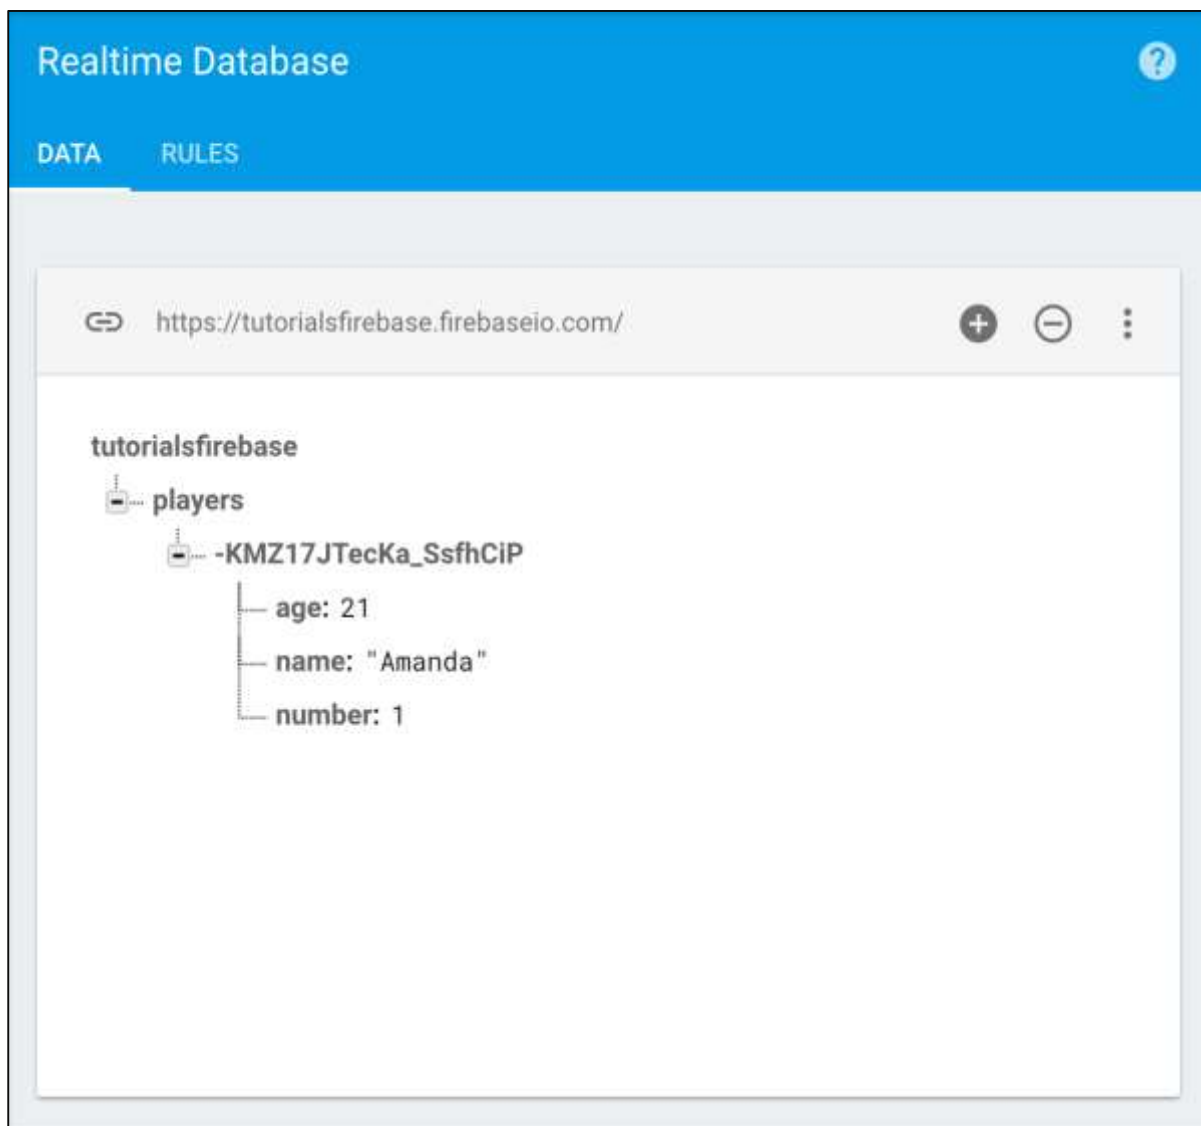 Realtime Database
DATA RULES
https://tutorialsfirebase.firebaseio.com/
tutorialsfirebase
players
-KMZ17JTecKa_SsfhCiP
age: 21
name: "Amanda"
number: 1